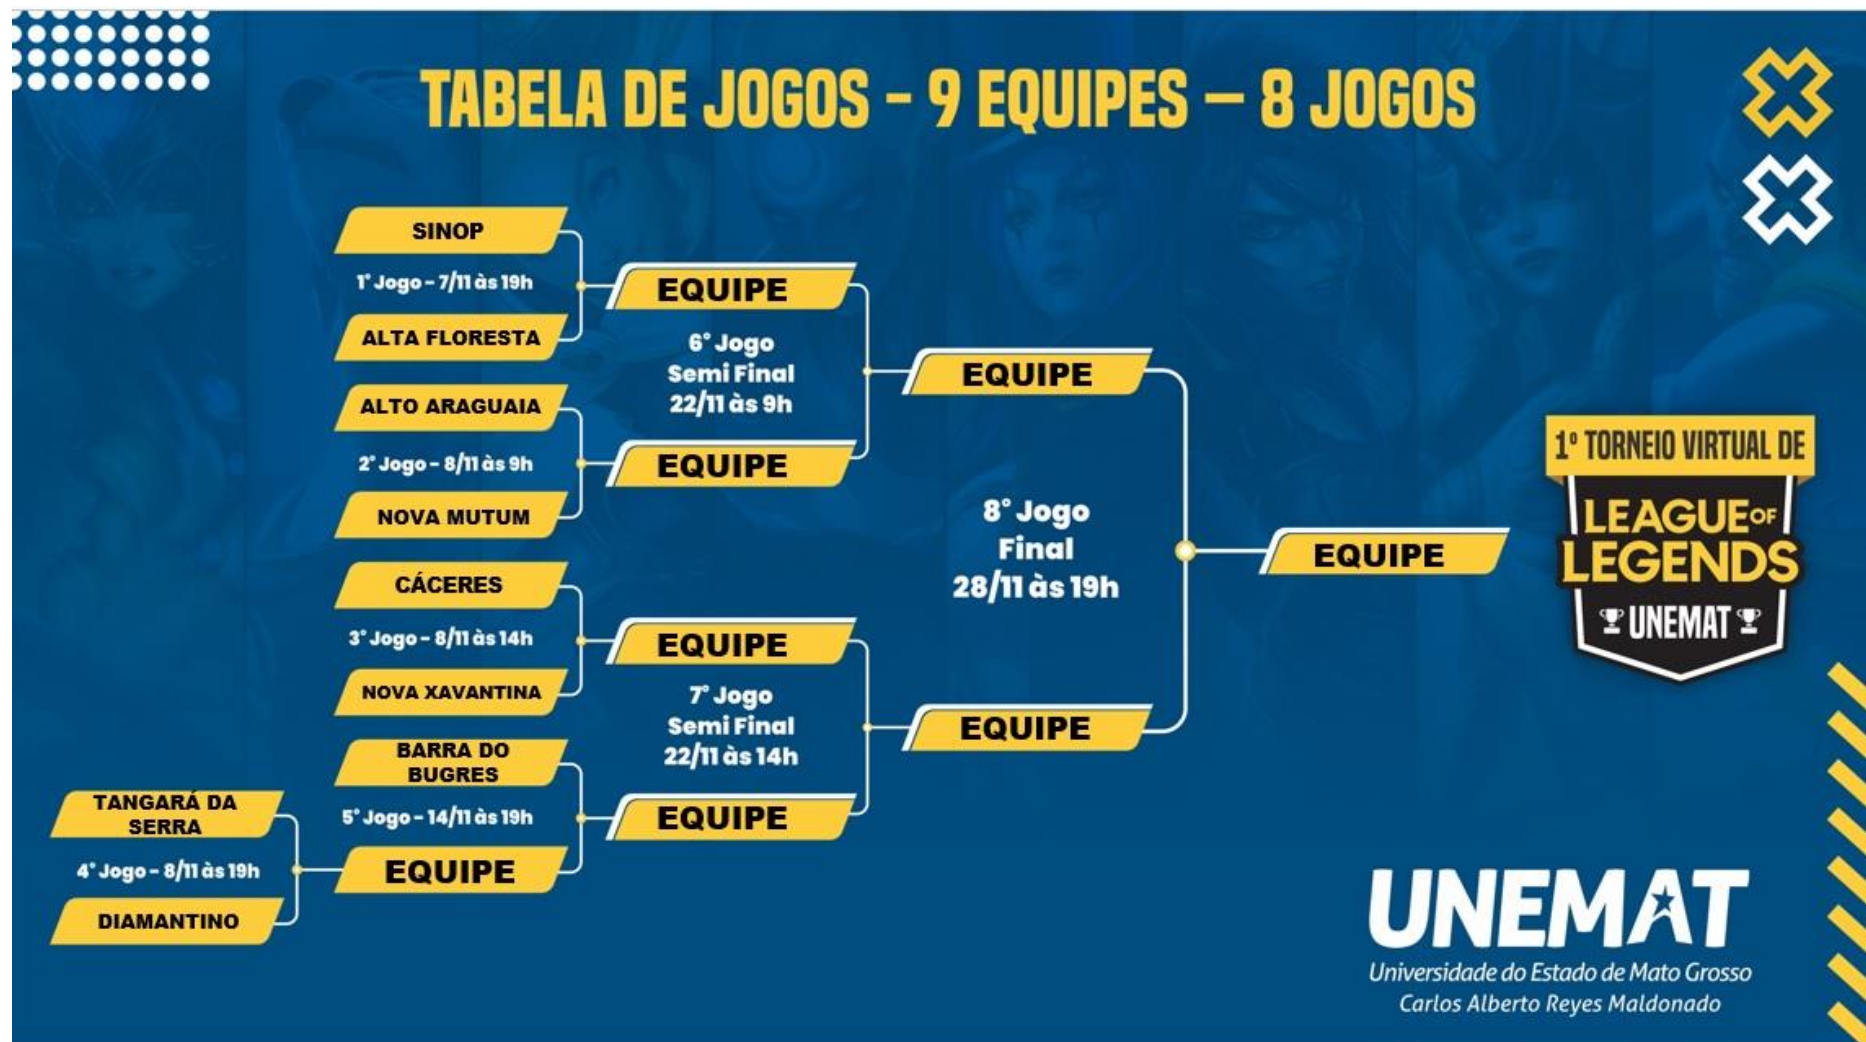 TABELA DE JOGOS - 9 EQUIPES – 8 JOGOS
SINOP
1° Jogo - 7/11 às 19h
ALTA FLORESTA
ALTO ARAGUAIA
2° Jogo - 8/11 às 9h
NOVA MUTUM
CÁCERES
3° Jogo - 8/11 às 14h
NOVA XAVANTINA
BARRA DO
BUGRES
5° Jogo - 14/11 às 19h
EQUIPE
TANGARÁ DA
SERRA
4° Jogo - 8/11 às 19h
DIAMANTINO
EQUIPE
6° Jogo
Semi Final
22/11 às 9h
EQUIPE
EQUIPE
7° Jogo
Semi Final
22/11 às 14h
EQUIPE
EQUIPE
8° Jogo
Final
28/11 às 19h
EQUIPE
EQUIPE
1º TORNEIO VIRTUAL DE
LEAGUE OF
LEGENDS
UNEMAT
UNEMAT
Universidade do Estado de Mato Grosso
Carlos Alberto Reyes Maldonado